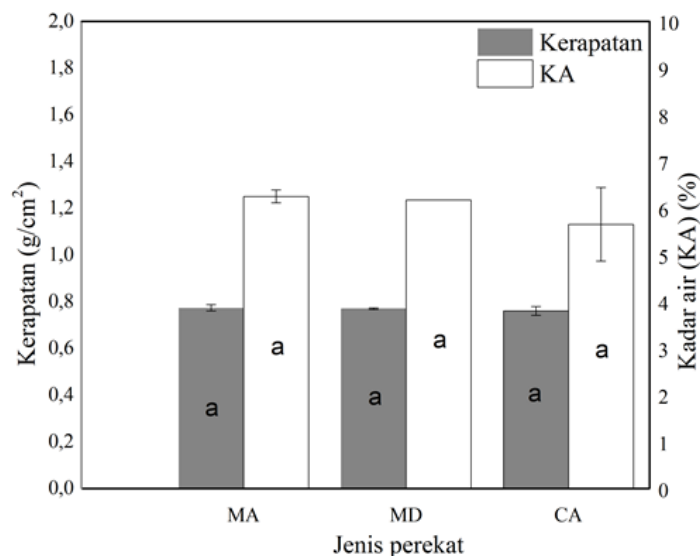 2,0
1,8
1,6
1,4
1,2
1,0
0,8
0,6
0,4
0,2
0,0
Kerapatan (g/cm²)
Kerapatan
KA
a
a
a
a
a
a
10
9
8
7
6
5
4
3
2
1
0
Kadar air (KA) (%)
MA
MD
CA
Jenis perekat